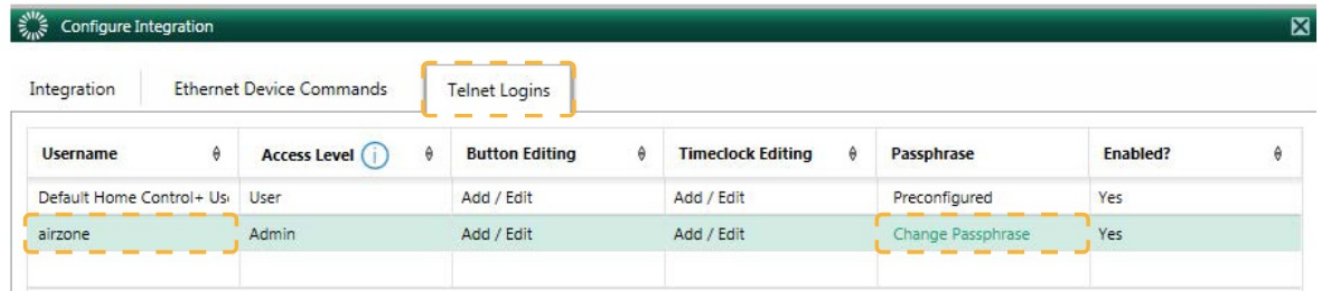 Configure Integration
Integration Ethernet Device Commands Telnet Logins
Username Access Level i Button Editing Timeclock Editing Passphrase Enabled?
Default Home Control+ Us User Add / Edit Add / Edit Preconfigured Yes
airzone Admin Add / Edit Add / Edit Change Passphrase Yes